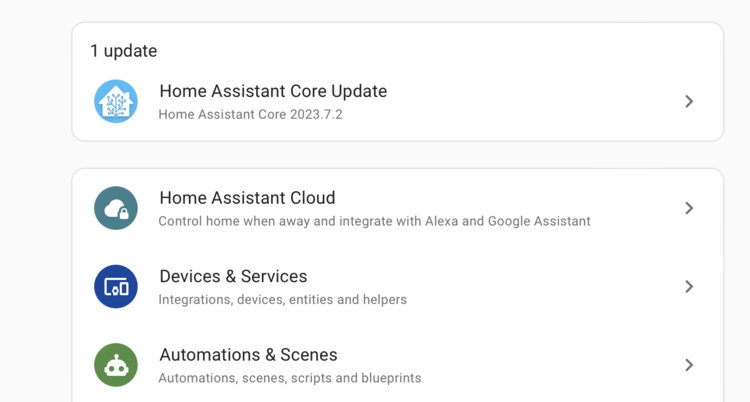 1 update
Home Assistant Core Update
Home Assistant Core 2023.7.2
Home Assistant Cloud
Control home when away and integrate with Alexa and Google Assistant
Devices & Services
Integrations, devices, entities and helpers
Automations & Scenes
Automations, scenes, scripts and blueprints